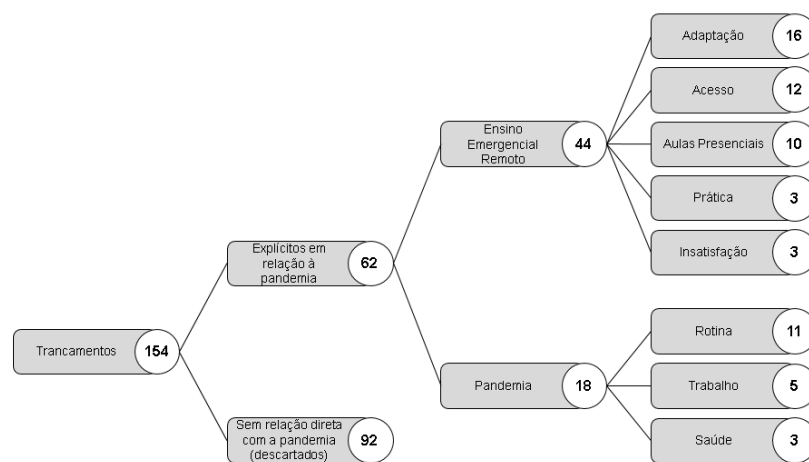 Adaptação 16
Acesso 12
Ensino
Emergencial
Remoto
44
Aulas Presenciais 10
Prática 3
Explícitos em
relação à
pandemia
62
Insatisfação 3
Trancamentos 154
Rotina 11
Pandemia 18
Trabalho 5
Sem relação direta
com a pandemia
(descartados)
92
Saúde 3